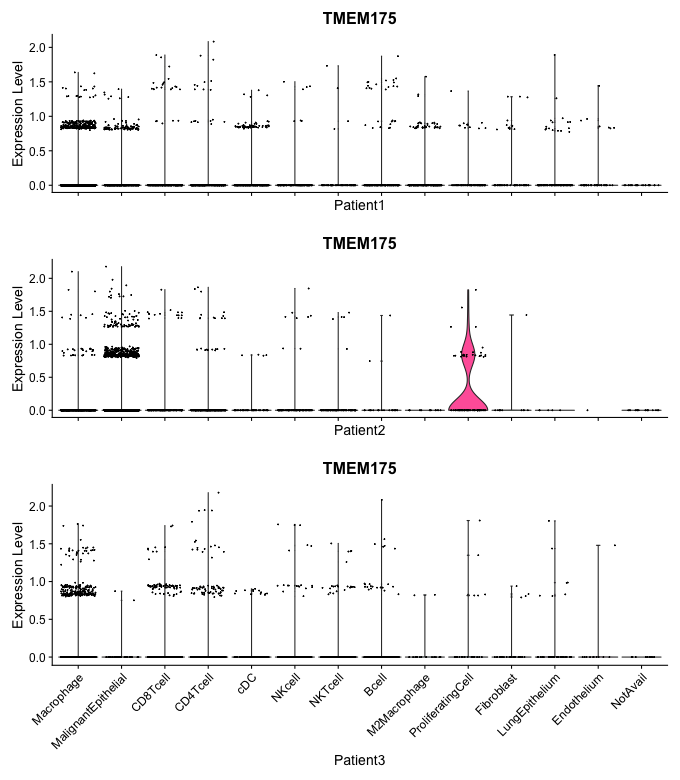 TMEM175
Expression Level
2.0
1.5
1.0
0.5
0.0
Patient1
TMEM175
Expression Level
2.0
1.5
1.0
0.5
0.0
Patient2
TMEM175
Expression Level
2.0
1.5
1.0
0.5
0.0
Macrophage
MalignantEpithelial
CD8Tcell
CD4Tcell
cDC
NKcell
NKTcell
Bcell
M2Macrophage
ProliferatingCell
Fibroblast
LungEpithelium
Endothelium
NotAvail
Patient3